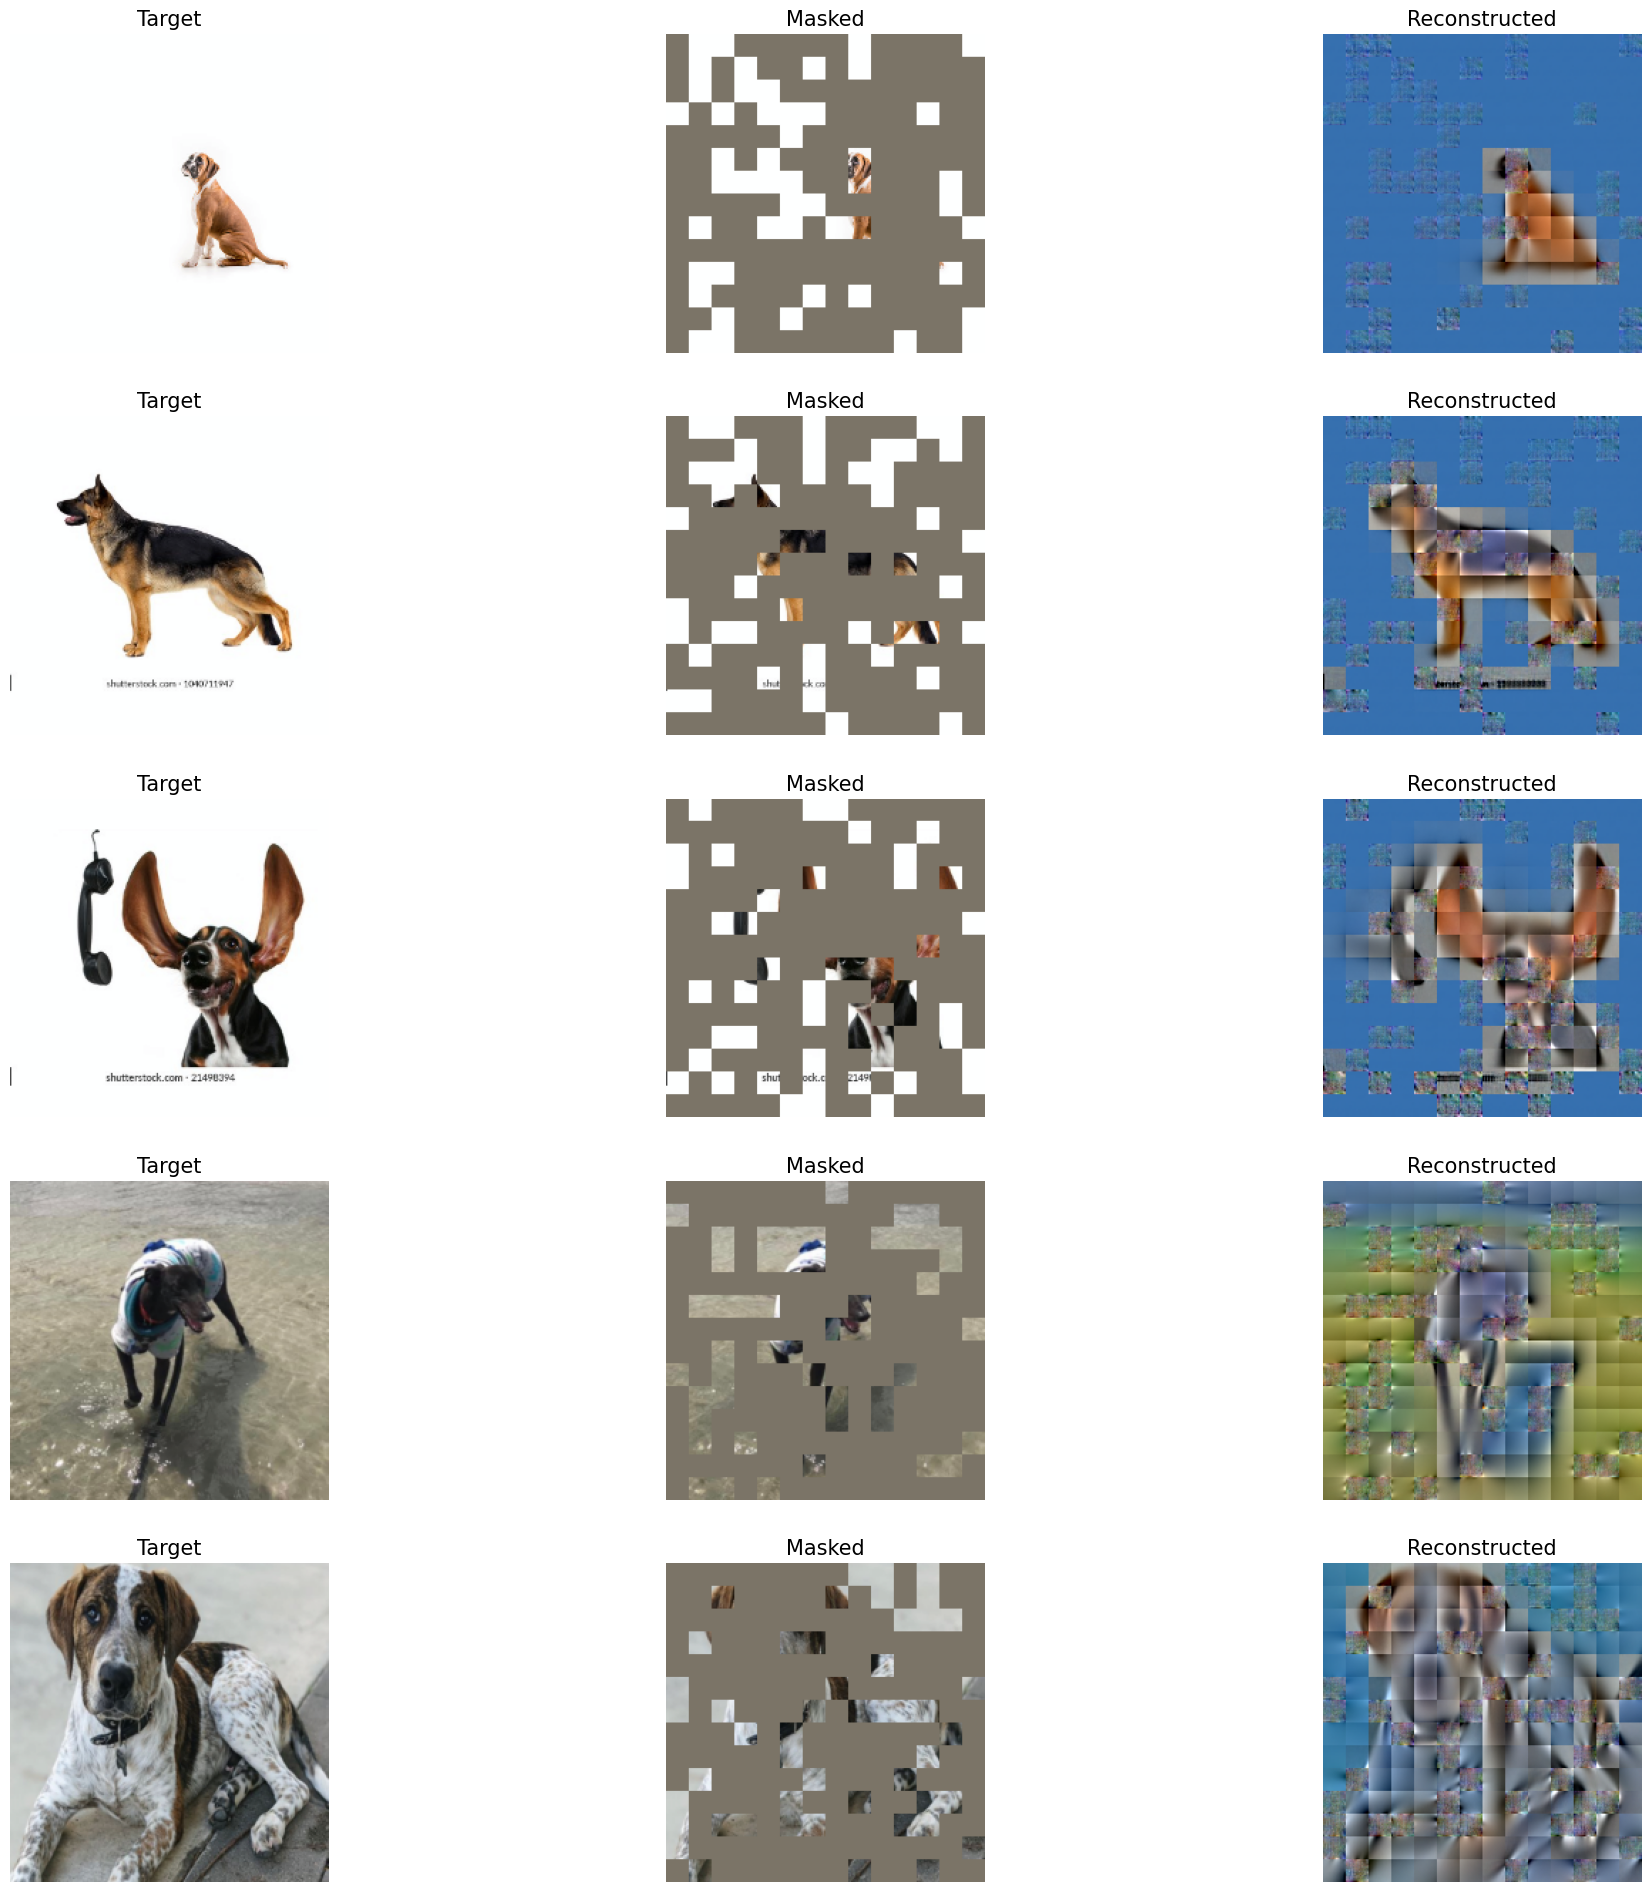 Target
Masked
Reconstructed
Target
Masked
Reconstructed
shutterstock.com · 1040711947
shut
ck co
Target
Masked
Reconstructed
shutterstock.com · 21498394
shut
ock.c
2149
Target
Masked
Reconstructed
Target
Masked
Reconstructed